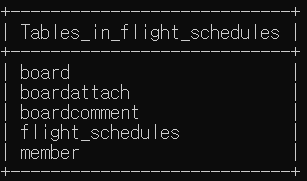 +-----------------------------+
| Tables_in_flight_schedules |
+-----------------------------+
| board |
| boardattach |
| boardcomment |
| flight_schedules |
| member |
+-----------------------------+